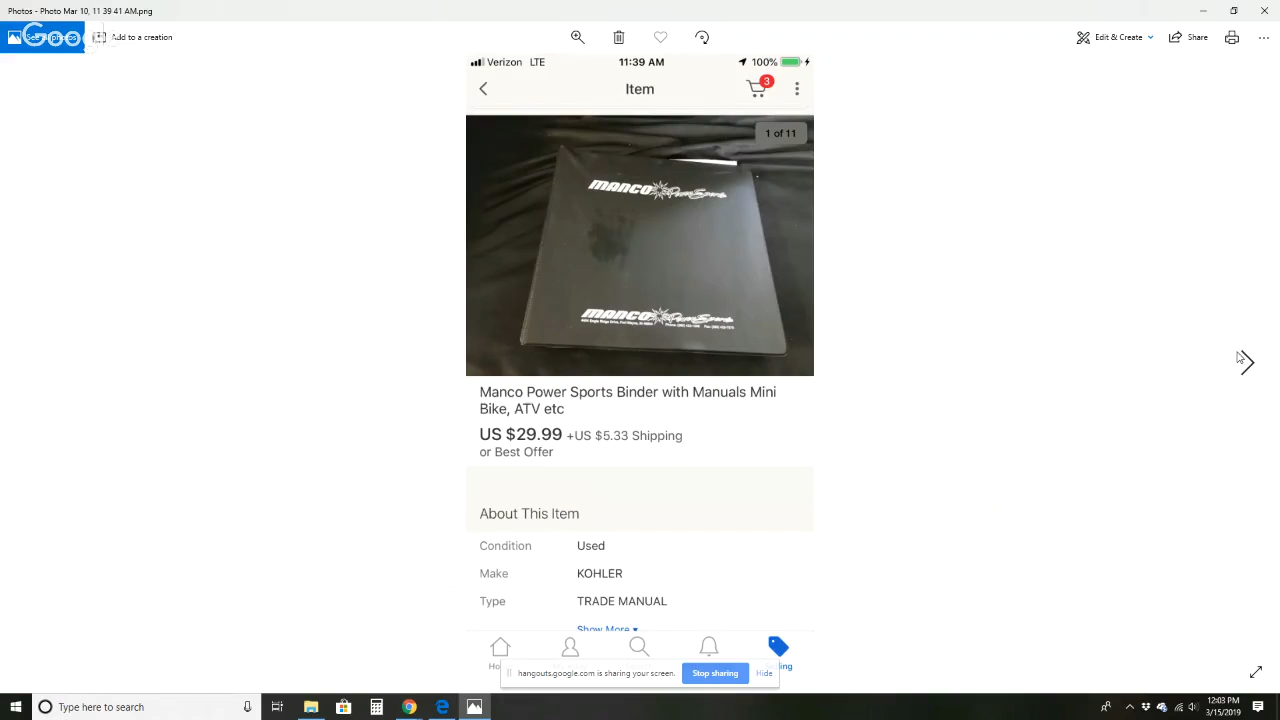 Photos - Photo Mar 10, 11 39 41 AM.png
Goo
Add to a creation
Edit & Create
Share
Verizon LTE
11:39 AM
100%
Item
3
1 of 11
MANCO PowerSports
MANCO PowerSports
Manco Power Sports Binder with Manuals Mini
Bike, ATV etc
US $29.99 +US $5.33 Shipping
or Best Offer
About This Item
Condition Used
Make KOHLER
Type TRADE MANUAL
Show More
hangouts.google.com is sharing your screen.
Stop sharing
Hide
Type here to search
12:03 PM
3/15/2019